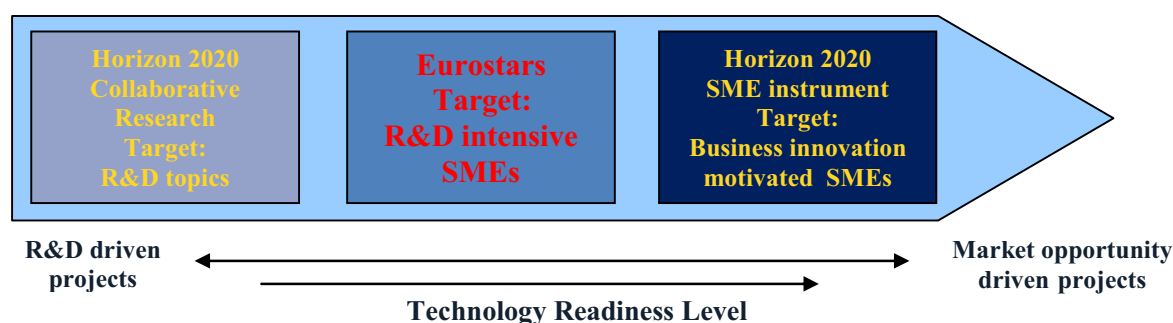 Horizon 2020
Collaborative
Research
Target:
R&D topics
Eurostars
Target:
R&D intensive
SMEs
Horizon 2020
SME instrument
Target:
Business innovation
motivated SMEs
R&D driven
projects
Market opportunity
driven projects
Technology Readiness Level